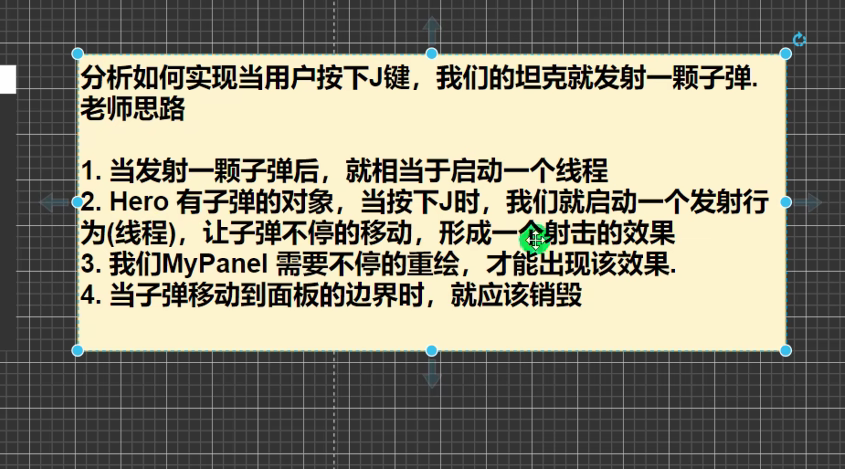 分析如何实现当用户按下J键，我们的坦克就发射一颗子弹.
老师思路
1. 当发射一颗子弹后，就相当于启动一个线程
2. Hero 有子弹的对象，当按下J时，我们就启动一个发射行
为(线程)，让子弹不停的移动，形成一个射击的效果
3. 我们MyPanel 需要不停的重绘，才能出现该效果.
4. 当子弹移动到面板的边界时，就应该销毁